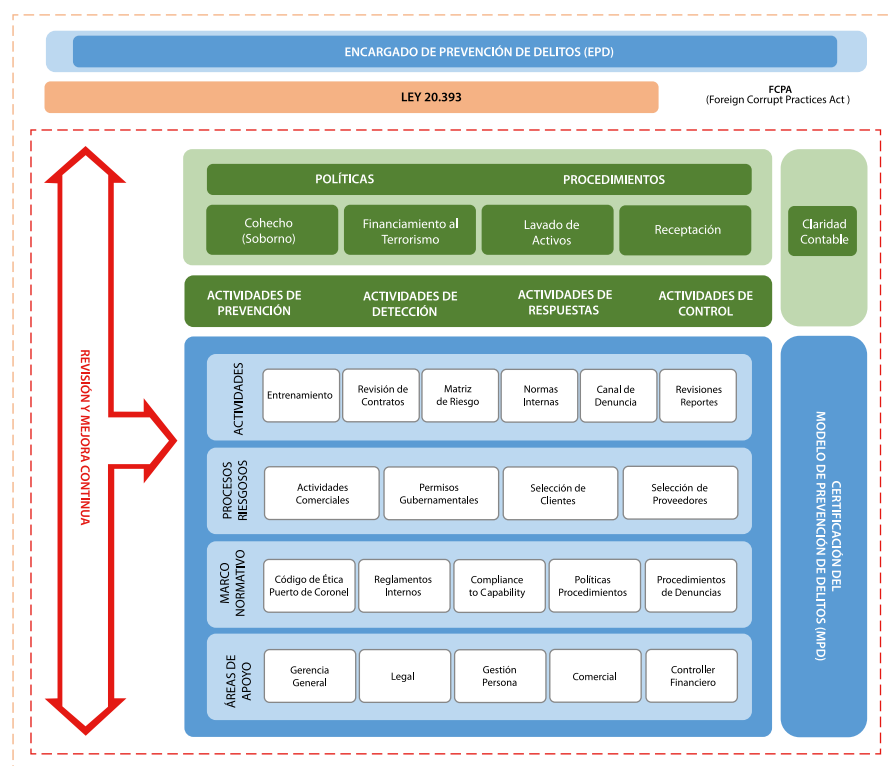 ENCARGADO DE PREVENCIÓN DE DELITOS (EPD)
LEY 20.393
FCPA
(Foreign Corrupt Practices Act )
REVISIÓN Y MEJORA CONTINUA
POLÍTICAS
PROCEDIMIENTOS
Cohecho
(Soborno)
Financiamiento al
Terrorismo
Lavado de
Activos
Receptación
Claridad
Contable
ACTIVIDADES DE
PREVENCIÓN
ACTIVIDADES DE
DETECCIÓN
ACTIVIDADES DE
RESPUESTAS
ACTIVIDADES DE
CONTROL
ACTIVIDADES
Entrenamiento
Revisión de
Contratos
Matriz
de Riesgo
Normas
Internas
Canal de
Denuncia
Revisiones
Reportes
PROCESOS
RIESGOSOS
Actividades
Comerciales
Permisos
Gubernamentales
Selección de
Clientes
Selección de
Proveedores
MARCO
NORMATIVO
Código de Ética
Puerto de Coronel
Reglamentos
Internos
Compliance
to Capability
Políticas
Procedimientos
Procedimientos
de Denuncias
ÁREAS DE
APOYO
Gerencia
General
Legal
Gestión
Persona
Comercial
Controller
Financiero
CERTIFICACIÓN DEL
MODELO DE PREVENCIÓN DE DELITOS (MPD)